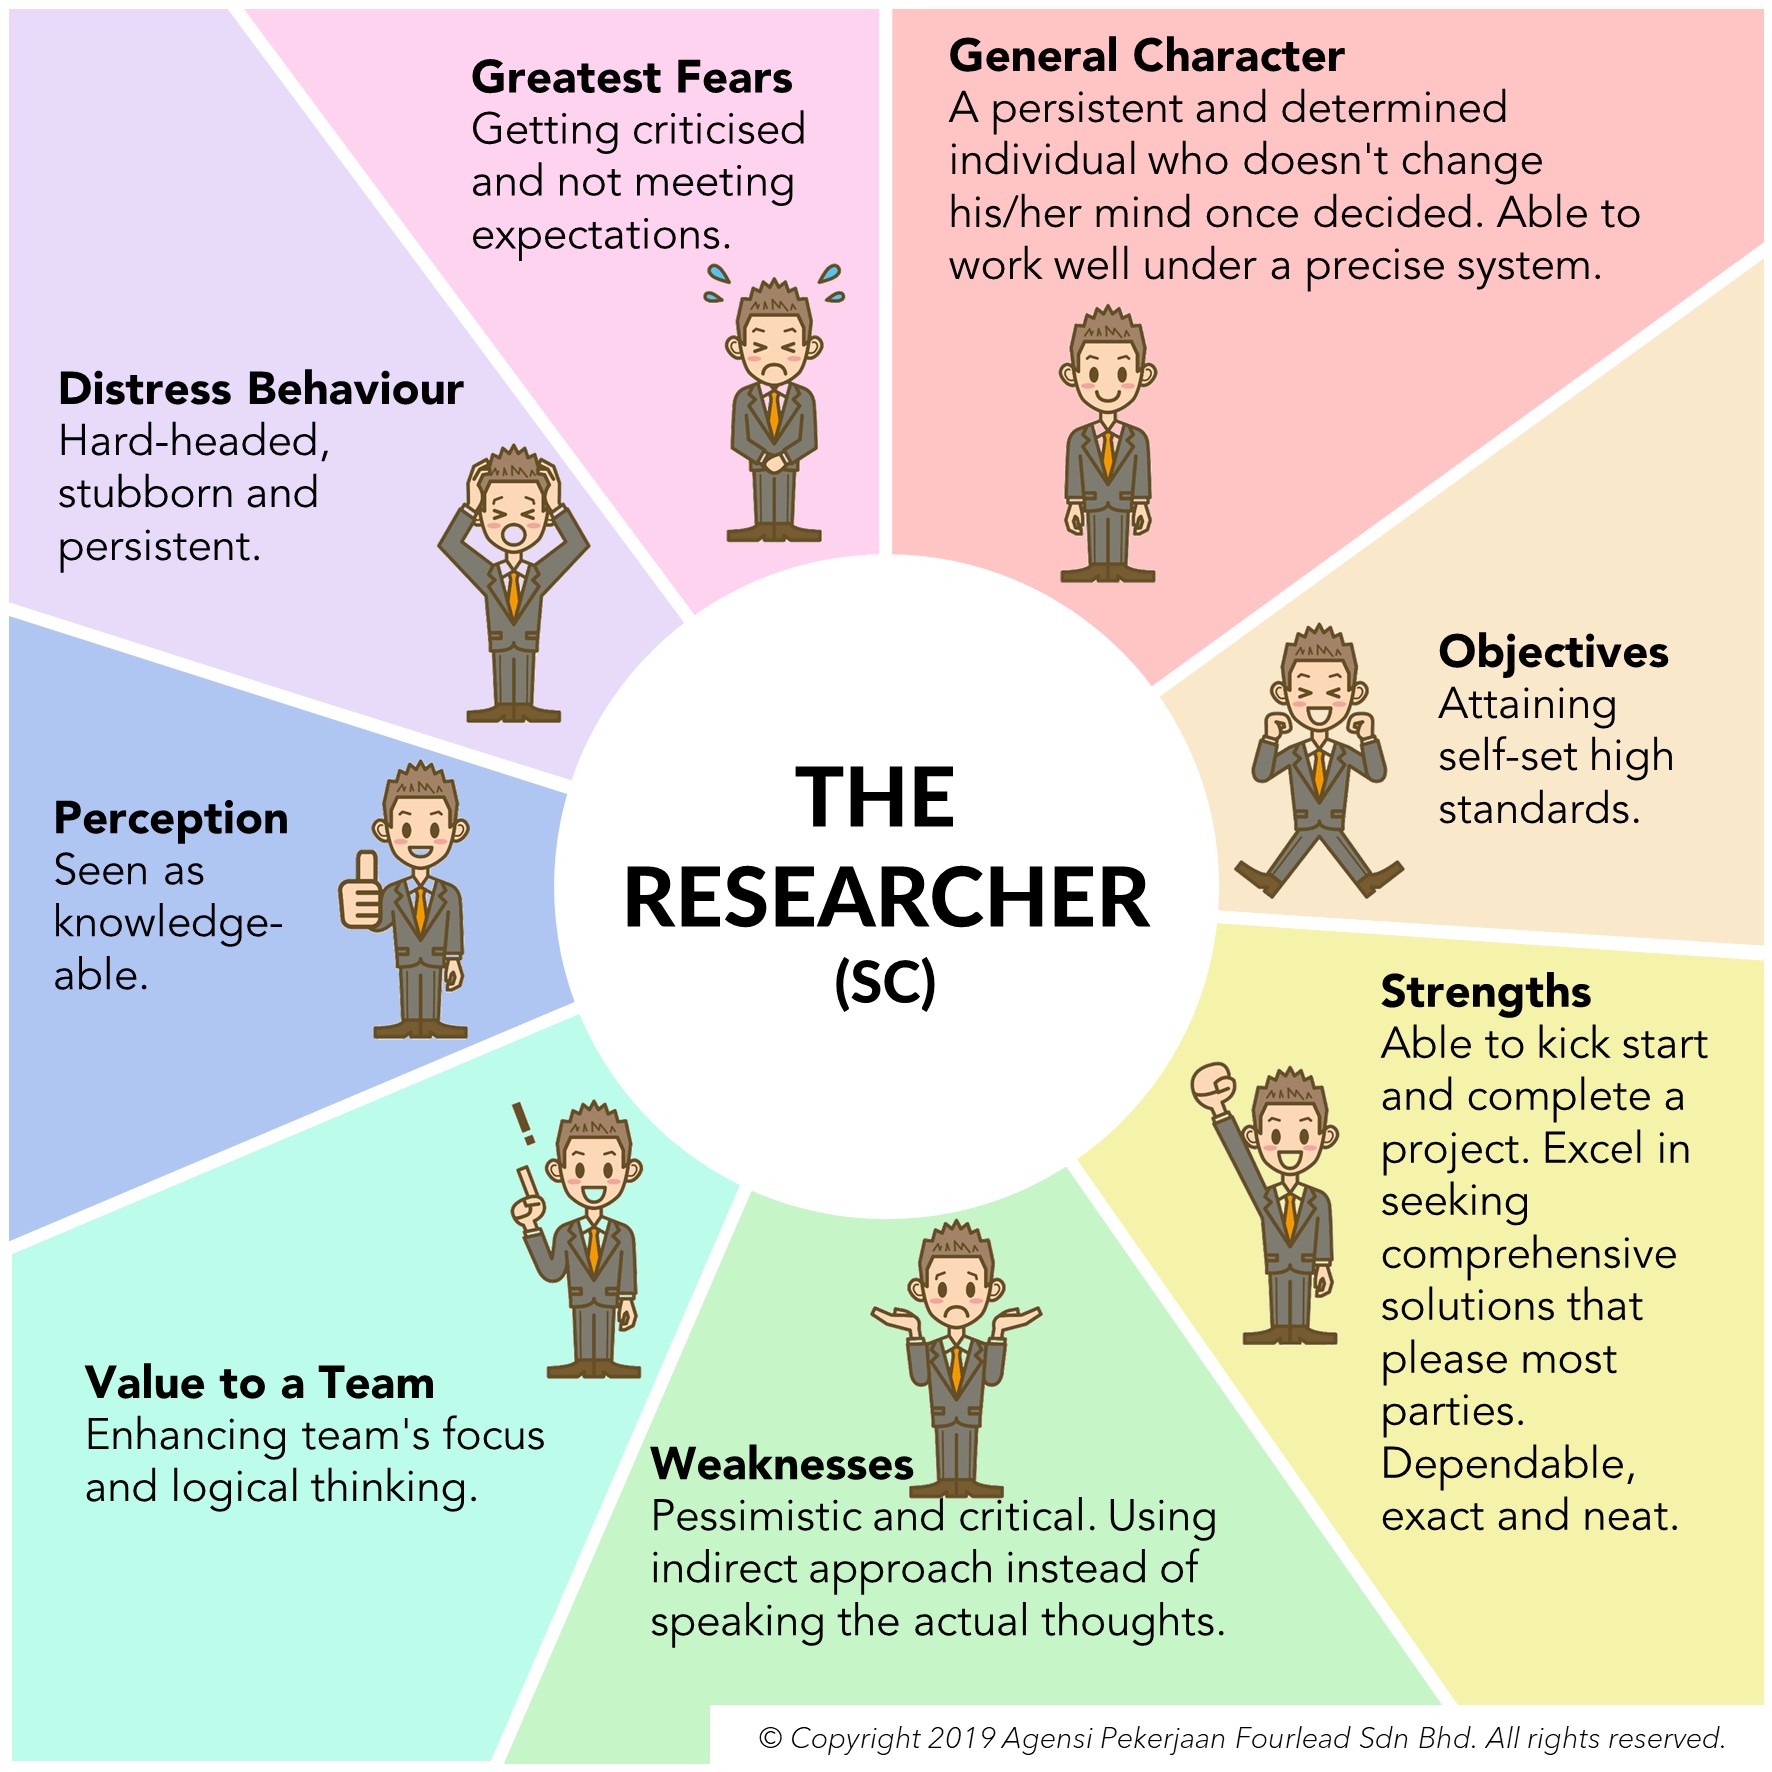 Greatest Fears
Getting criticised
and not meeting
expectations.
General Character
A persistent and determined
individual who doesn't change
his/her mind once decided. Able to
work well under a precise system.
Distress Behaviour
Hard-headed,
stubborn and
persistent.
Objectives
Attaining
self-set high
standards.
Perception
Seen as
knowledge-
able.
THE
RESEARCHER
(SC)
Strengths
Able to kick start
and complete a
project. Excel in
seeking
comprehensive
solutions that
please most
parties.
Dependable,
exact and neat.
!
Value to a Team
Enhancing team's focus
and logical thinking.
Weaknesses
Pessimistic and critical. Using
indirect approach instead of
speaking the actual thoughts.
© Copyright 2019 Agensi Pekerjaan Fourlead Sdn Bhd. All rights reserved.